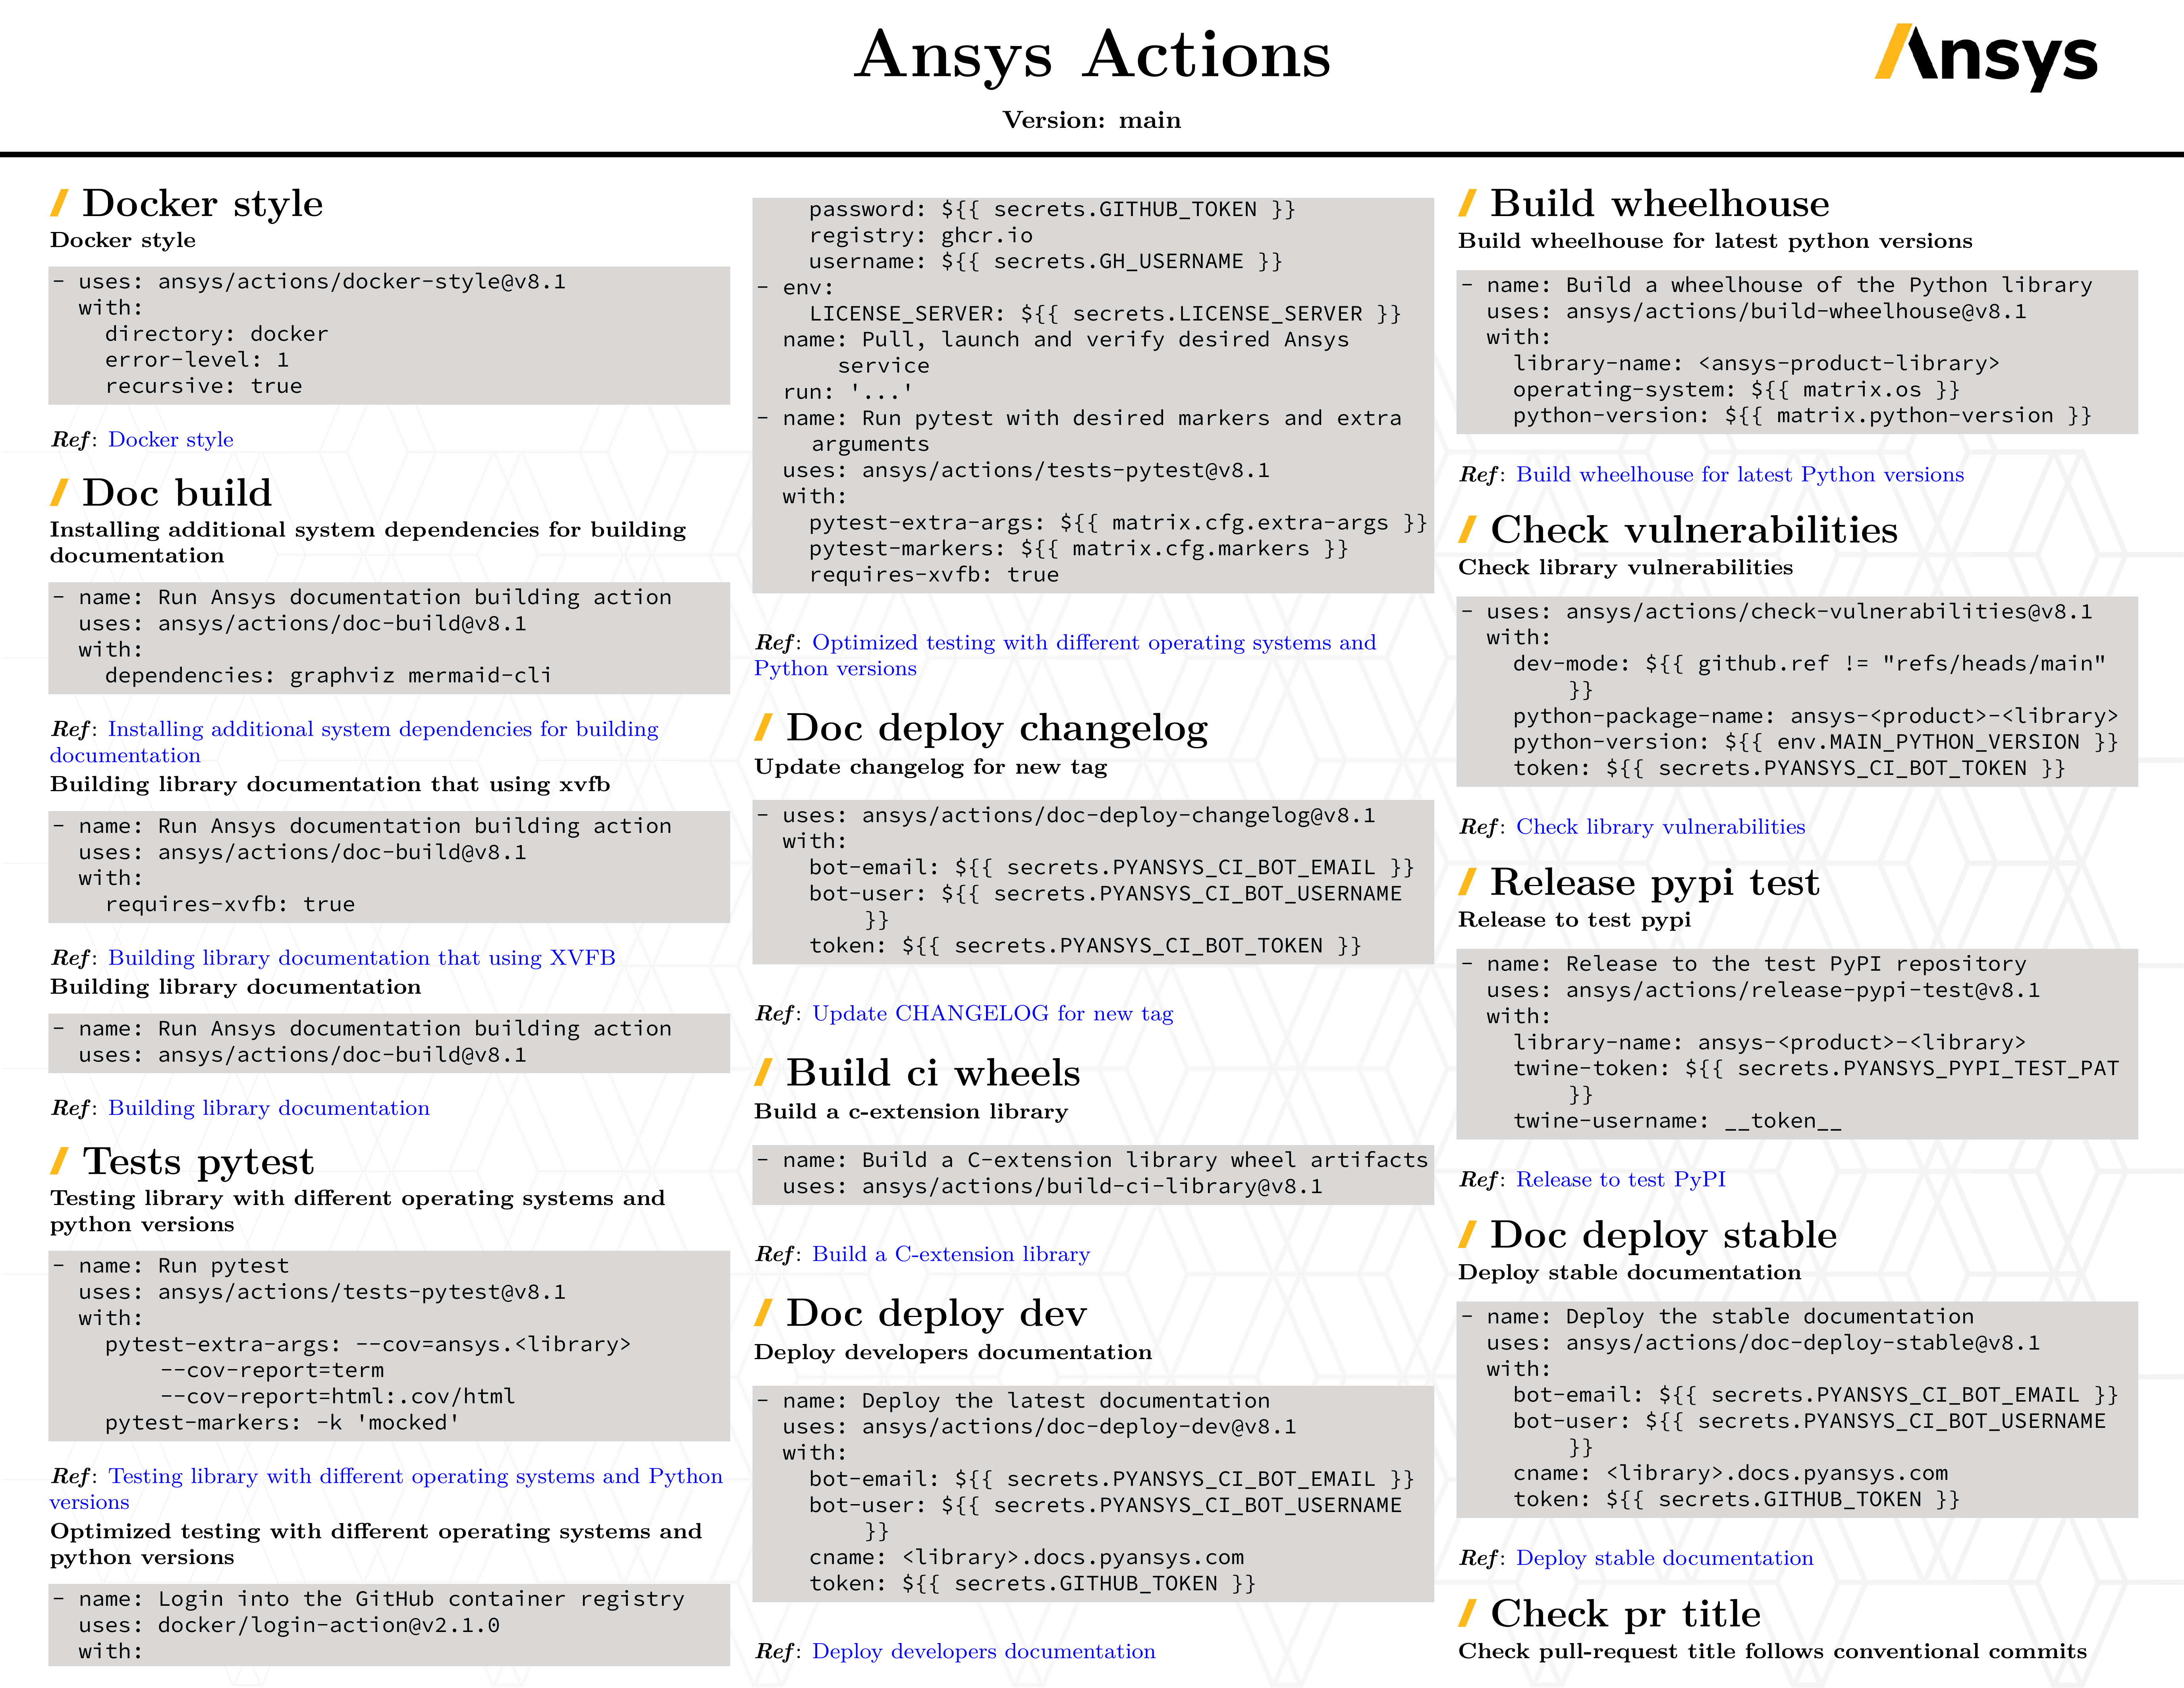 Ansys Actions
Ansys
Version: main
Docker style
Docker style
- uses: ansys/actions/docker-style@v8.1
  with:
    directory: docker
    error-level: 1
    recursive: true
Ref: Docker style
Doc build
Installing additional system dependencies for building
documentation
- name: Run Ansys documentation building action
  uses: ansys/actions/doc-build@v8.1
  with:
    dependencies: graphviz mermaid-cli
Ref: Installing additional system dependencies for building
documentation
Building library documentation that using xvfb
- name: Run Ansys documentation building action
  uses: ansys/actions/doc-build@v8.1
  with:
    requires-xvfb: true
Ref: Building library documentation that using XVFB
Building library documentation
- name: Run Ansys documentation building action
  uses: ansys/actions/doc-build@v8.1
Ref: Building library documentation
Tests pytest
Testing library with different operating systems and
python versions
- name: Run pytest
  uses: ansys/actions/tests-pytest@v8.1
  with:
    pytest-extra-args: --cov=ansys.<library>
        --cov-report=term
        --cov-report=html:.cov/html
    pytest-markers: -k 'mocked'
Ref: Testing library with different operating systems and Python
versions
Optimized testing with different operating systems and
python versions
- name: Login into the GitHub container registry
  uses: docker/login-action@v2.1.0
  with:
    password: ${{ secrets.GITHUB_TOKEN }}
    registry: ghcr.io
    username: ${{ secrets.GH_USERNAME }}
- env:
    LICENSE_SERVER: ${{ secrets.LICENSE_SERVER }}
  name: Pull, launch and verify desired Ansys
      service
  run: '...'
- name: Run pytest with desired markers and extra
    arguments
  uses: ansys/actions/tests-pytest@v8.1
  with:
    pytest-extra-args: ${{ matrix.cfg.extra-args }}
    pytest-markers: ${{ matrix.cfg.markers }}
    requires-xvfb: true
Ref: Optimized testing with different operating systems and
Python versions
Doc deploy changelog
Update changelog for new tag
- uses: ansys/actions/doc-deploy-changelog@v8.1
  with:
    bot-email: ${{ secrets.PYANSYS_CI_BOT_EMAIL }}
    bot-user: ${{ secrets.PYANSYS_CI_BOT_USERNAME
        }}
    token: ${{ secrets.PYANSYS_CI_BOT_TOKEN }}
Ref: Update CHANGELOG for new tag
Build ci wheels
Build a c-extension library
- name: Build a C-extension library wheel artifacts
  uses: ansys/actions/build-ci-library@v8.1
Ref: Build a C-extension library
Doc deploy dev
Deploy developers documentation
- name: Deploy the latest documentation
  uses: ansys/actions/doc-deploy-dev@v8.1
  with:
    bot-email: ${{ secrets.PYANSYS_CI_BOT_EMAIL }}
    bot-user: ${{ secrets.PYANSYS_CI_BOT_USERNAME
        }}
    cname: <library>.docs.pyansys.com
    token: ${{ secrets.GITHUB_TOKEN }}
Ref: Deploy developers documentation
Build wheelhouse
Build wheelhouse for latest python versions
- name: Build a wheelhouse of the Python library
  uses: ansys/actions/build-wheelhouse@v8.1
  with:
    library-name: <ansys-product-library>
    operating-system: ${{ matrix.os }}
    python-version: ${{ matrix.python-version }}
Ref: Build wheelhouse for latest Python versions
Check vulnerabilities
Check library vulnerabilities
- uses: ansys/actions/check-vulnerabilities@v8.1
  with:
    dev-mode: ${{ github.ref != "refs/heads/main"
        }}
    python-package-name: ansys-<product>-<library>
    python-version: ${{ env.MAIN_PYTHON_VERSION }}
    token: ${{ secrets.PYANSYS_CI_BOT_TOKEN }}
Ref: Check library vulnerabilities
Release pypi test
Release to test pypi
- name: Release to the test PyPI repository
  uses: ansys/actions/release-pypi-test@v8.1
  with:
    library-name: ansys-<product>-<library>
    twine-token: ${{ secrets.PYANSYS_PYPI_TEST_PAT
        }}
    twine-username: __token__
Ref: Release to test PyPI
Doc deploy stable
Deploy stable documentation
- name: Deploy the stable documentation
  uses: ansys/actions/doc-deploy-stable@v8.1
  with:
    bot-email: ${{ secrets.PYANSYS_CI_BOT_EMAIL }}
    bot-user: ${{ secrets.PYANSYS_CI_BOT_USERNAME
        }}
    cname: <library>.docs.pyansys.com
    token: ${{ secrets.GITHUB_TOKEN }}
Ref: Deploy stable documentation
Check pr title
Check pull-request title follows conventional commits